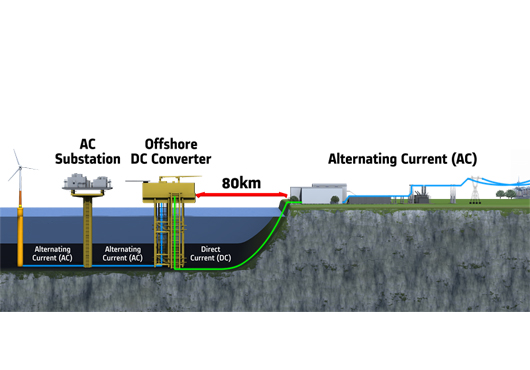 AC
Substation
Offshore
DC Converter
80km
Alternating Current (AC)
Alternating
Current (AC)
Alternating
Current (AC)
Direct
Current (DC)